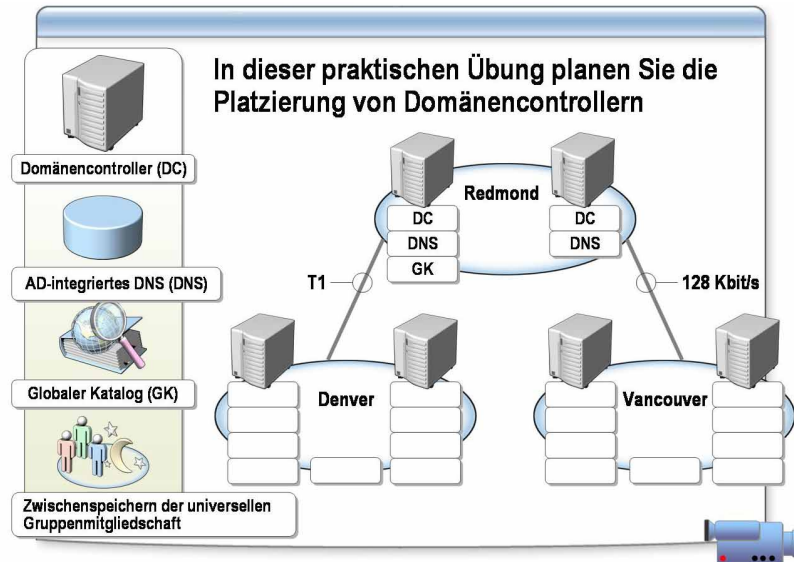 In dieser praktischen Übung planen Sie die
Platzierung von Domänencontrollern
Domänencontroller (DC)
AD-integriertes DNS (DNS)
Globaler Katalog (GK)
Zwischenspeichern der universellen
Gruppenmitgliedschaft
Redmond
DC
DNS
GK
DC
DNS
T1
128 Kbit/s
Denver
Vancouver